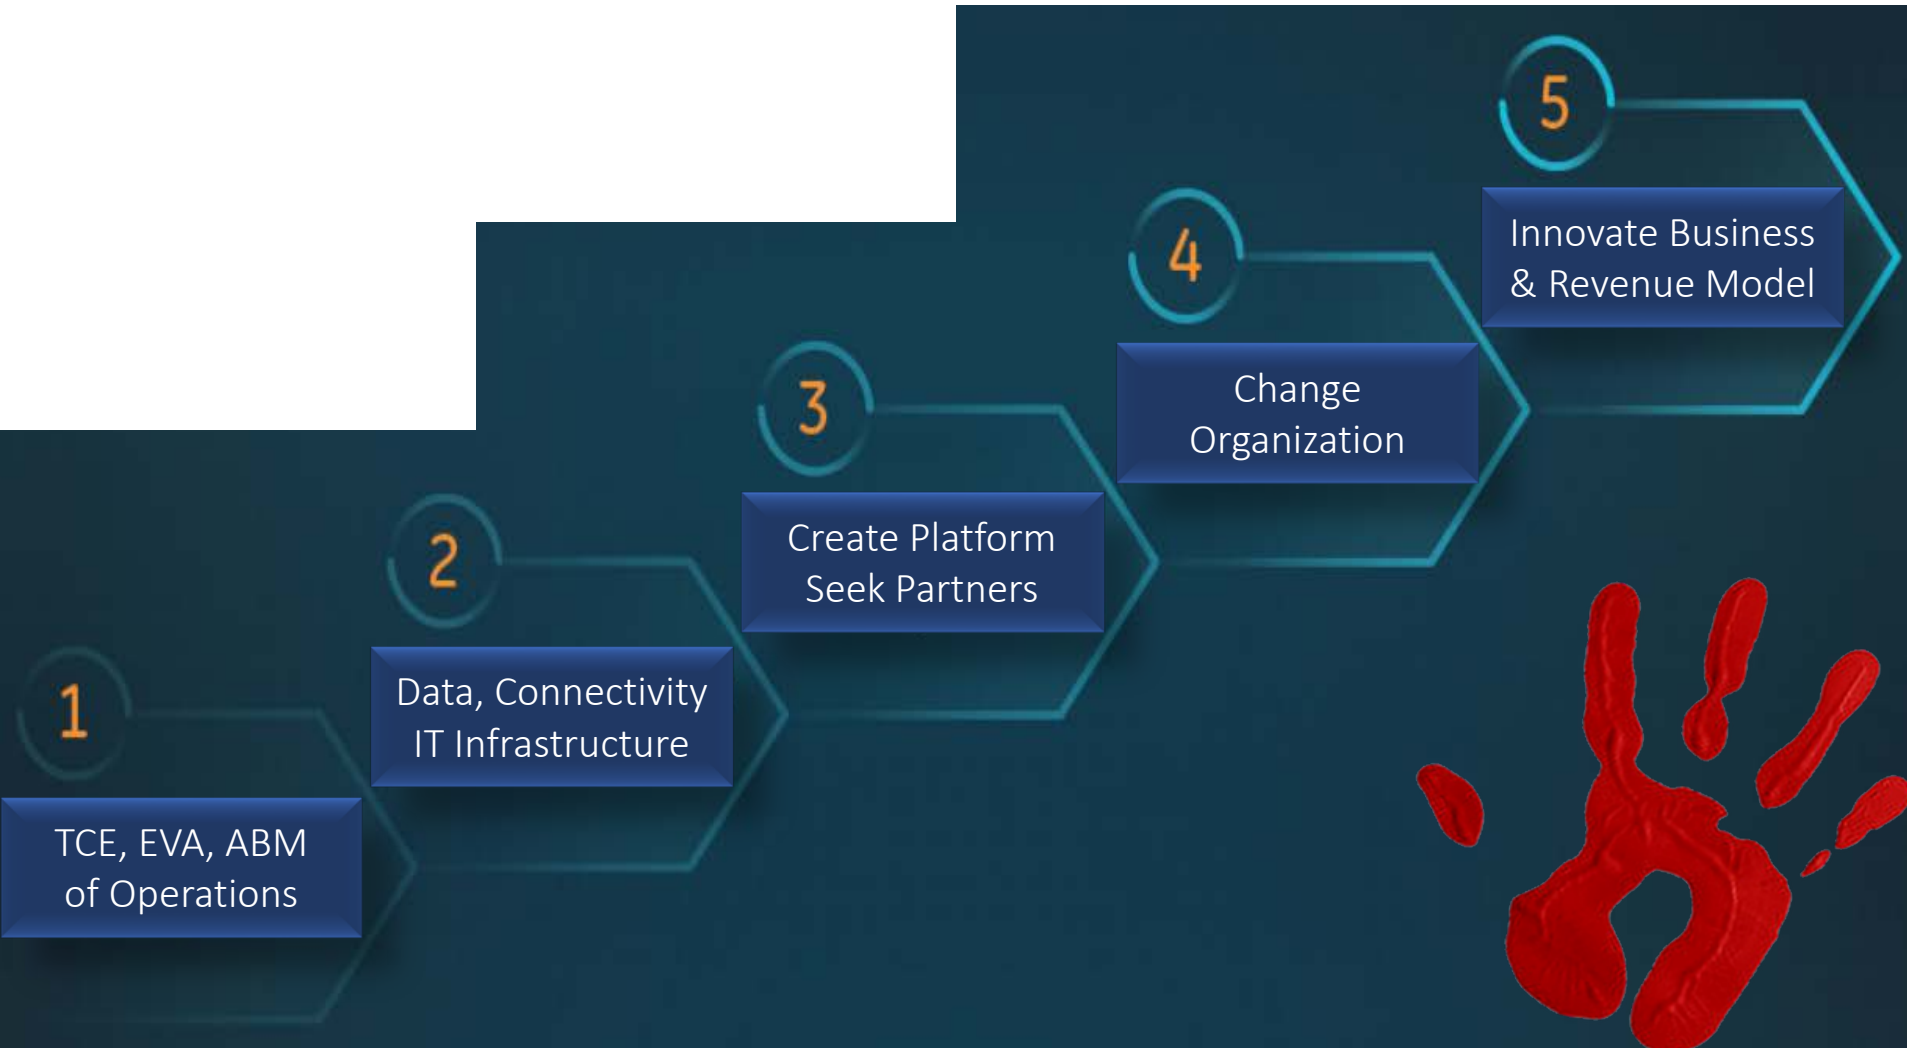 1
TCE, EVA, ABM
of Operations
2
Data, Connectivity
IT Infrastructure
3
Create Platform
Seek Partners
4
Change
Organization
5
Innovate Business
& Revenue Model